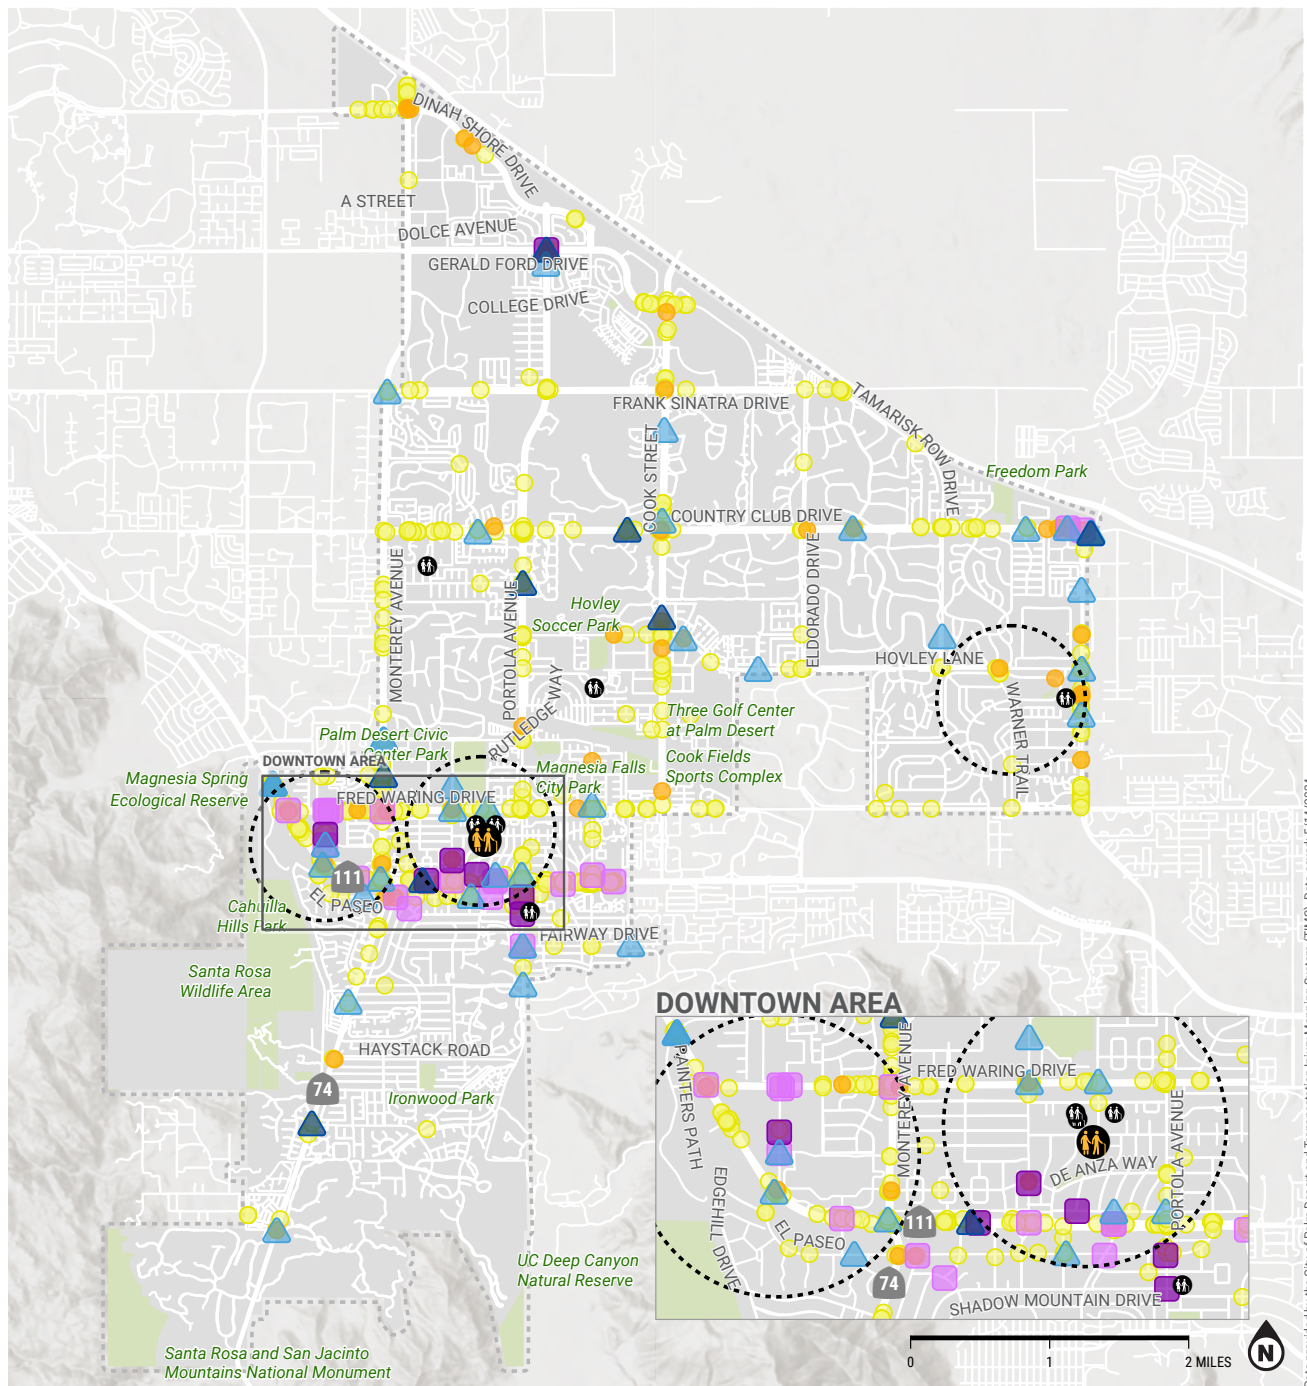 DINAH SHORE DRIVE
A STREET
DOLCE AVENUE
GERALD FORD DRIVE
COLLEGE DRIVE
FRANK SINATRA DRIVE
TAMARISK ROW DRIVE
COOK STREET
Freedom Park
COUNTRY CLUB DRIVE
MONTEREY AVENUE
PORTOLA AVENUE
ELDORADO DRIVE
Hovley
Soccer Park
HOVLEY LANE
WARNER TRAIL
RUTLEDGE WAY
Three Golf Center
at Palm Desert
Palm Desert Civic
Center Park
DOWNTOWN AREA
Cook Fields
Sports Complex
Magnesia Falls
City Park
Magnesia Spring
Ecological Reserve
FRED WARING DRIVE
111
EL PASEO
Cahuilla
Hills Park
FAIRWAY DRIVE
Santa Rosa
Wildlife Area
HAYSTACK ROAD
74
Ironwood Park
UC Deep Canyon
Natural Reserve
Santa Rosa and San Jacinto
Mountains National Monument
DOWNTOWN AREA
PAINTERS PATH
MONTEREY AVENUE
FRED WARING DRIVE
PORTOLA AVENUE
DE ANZA WAY
EDGEHILL DRIVE
EL PASEO
111
74
SHADOW MOUNTAIN DRIVE
0 1 2 MILES
N